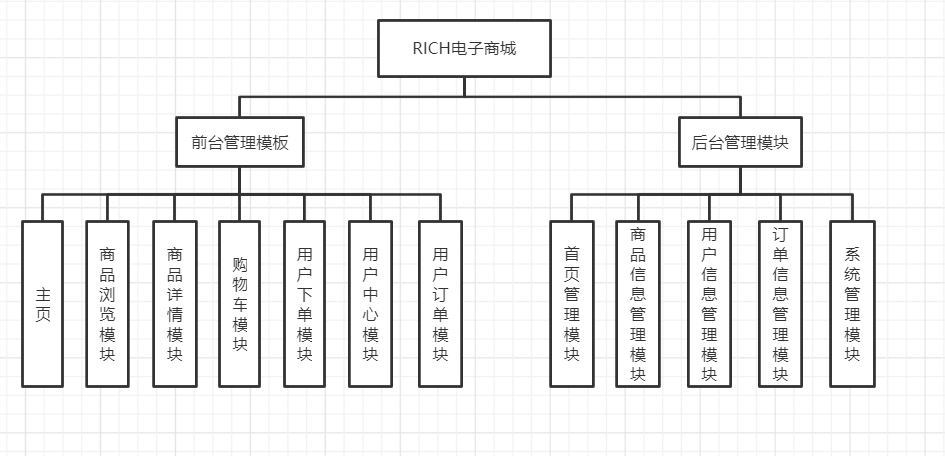 RICH电子商城
前台管理模板
后台管理模块
主页
商品浏览模块
商品详情模块
购物车模块
用户下单模块
用户中心模块
用户订单模块
首页管理模块
商品信息管理模块
用户信息管理模块
订单信息管理模块
系统管理模块